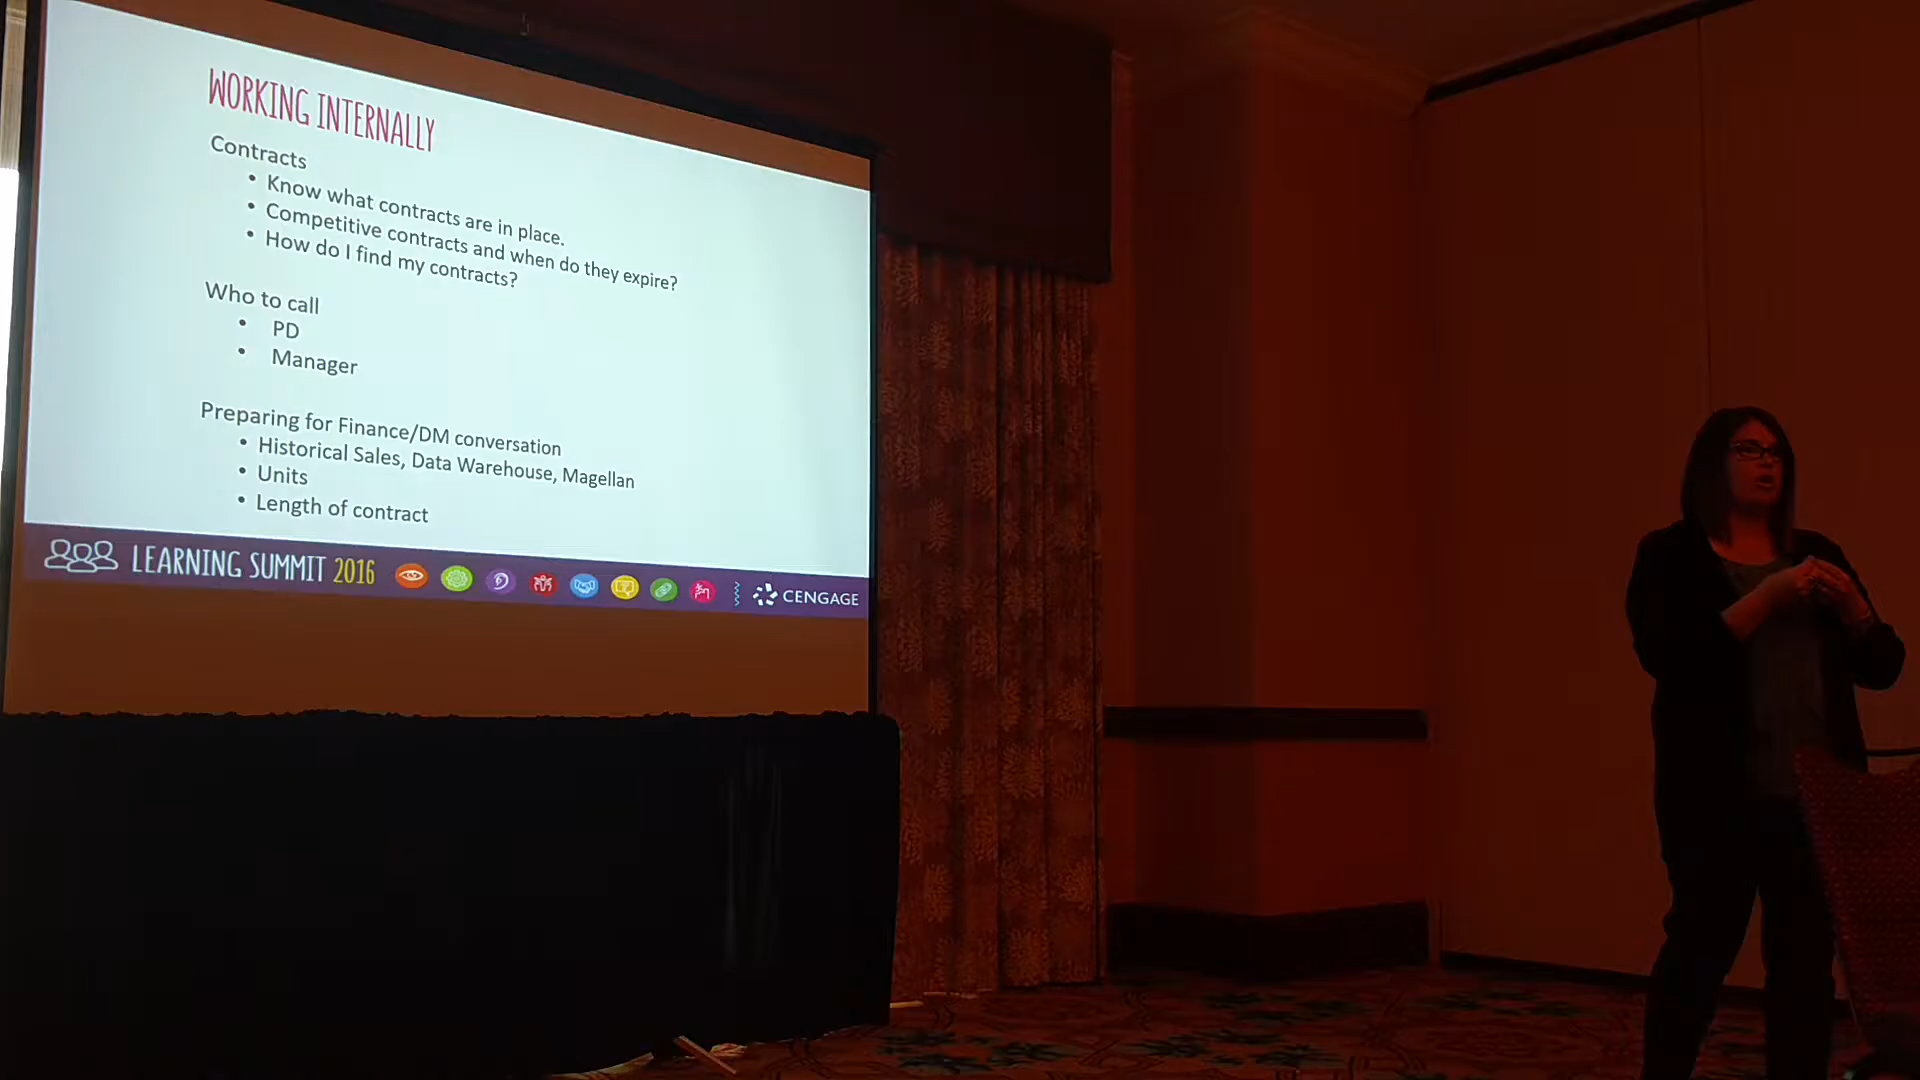 WORKING INTERNALLY
Contracts
• Know what contracts are in place.
• Competitive contracts and when do they expire?
• How do I find my contracts?
Who to call
• PD
• Manager
Preparing for Finance/DM conversation
• Historical Sales, Data Warehouse, Magellan
• Units
• Length of contract
LEARNING SUMMIT 2016
CENGAGE